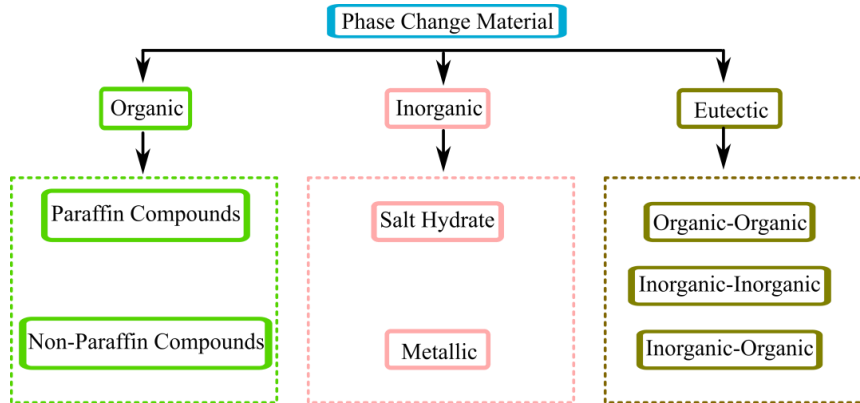 Phase Change Material
Organic
Inorganic
Eutectic
Paraffin Compounds
Salt Hydrate
Organic-Organic
Inorganic-Inorganic
Non-Paraffin Compounds
Metallic
Inorganic-Organic